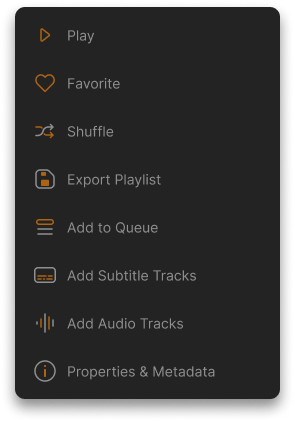 Play
Favorite
Shuffle
Export Playlist
Add to Queue
Add Subtitle Tracks
Add Audio Tracks
Properties & Metadata